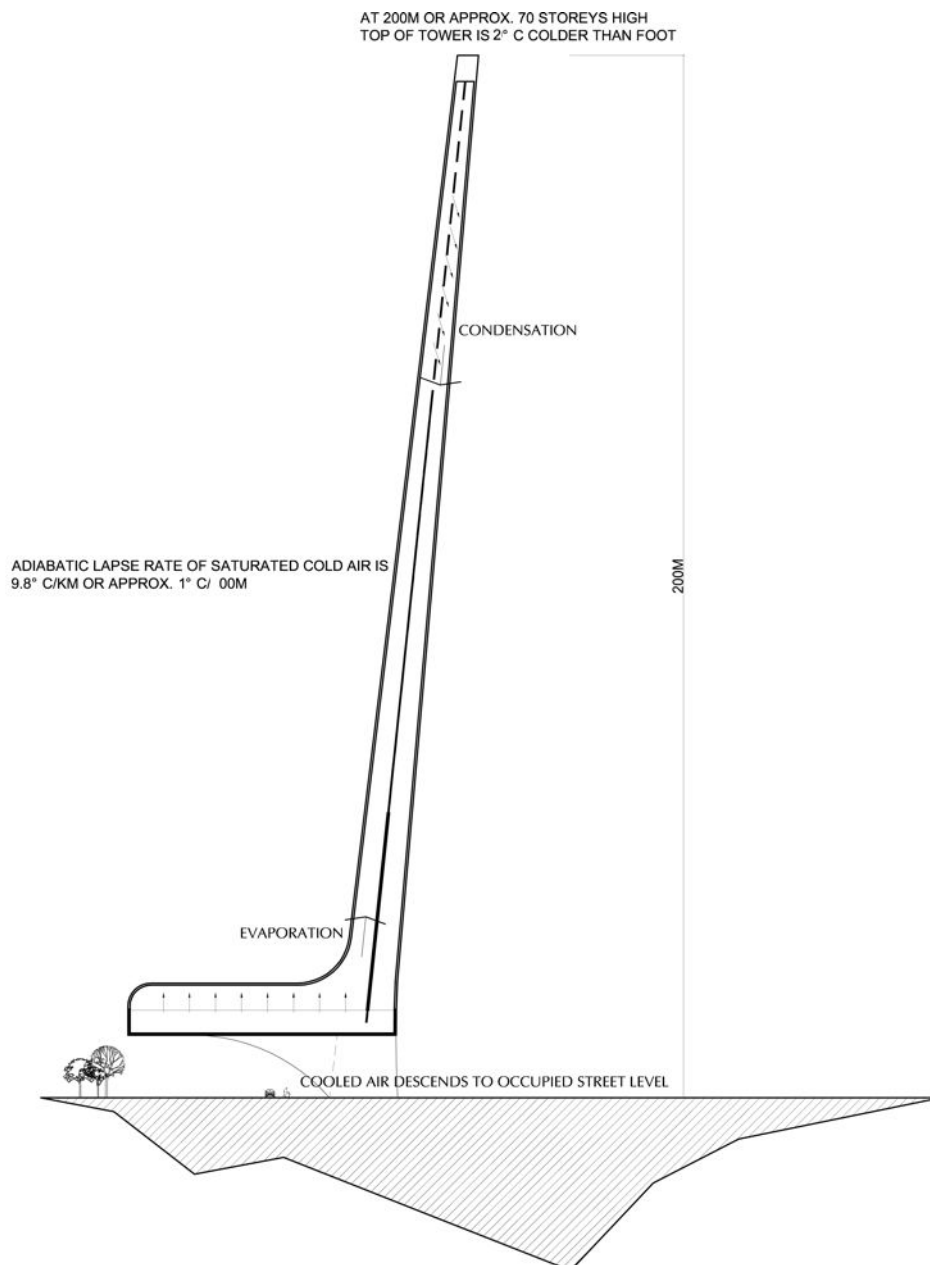 AT 200M OR APPROX. 70 STOREYS HIGH
TOP OF TOWER IS 2° C COLDER THAN FOOT
CONDENSATION
ADIABATIC LAPSE RATE OF SATURATED COLD AIR IS
9.8° C/KM OR APPROX. 1° C/ 00M
200M
EVAPORATION
COOLED AIR DESCENDS TO OCCUPIED STREET LEVEL